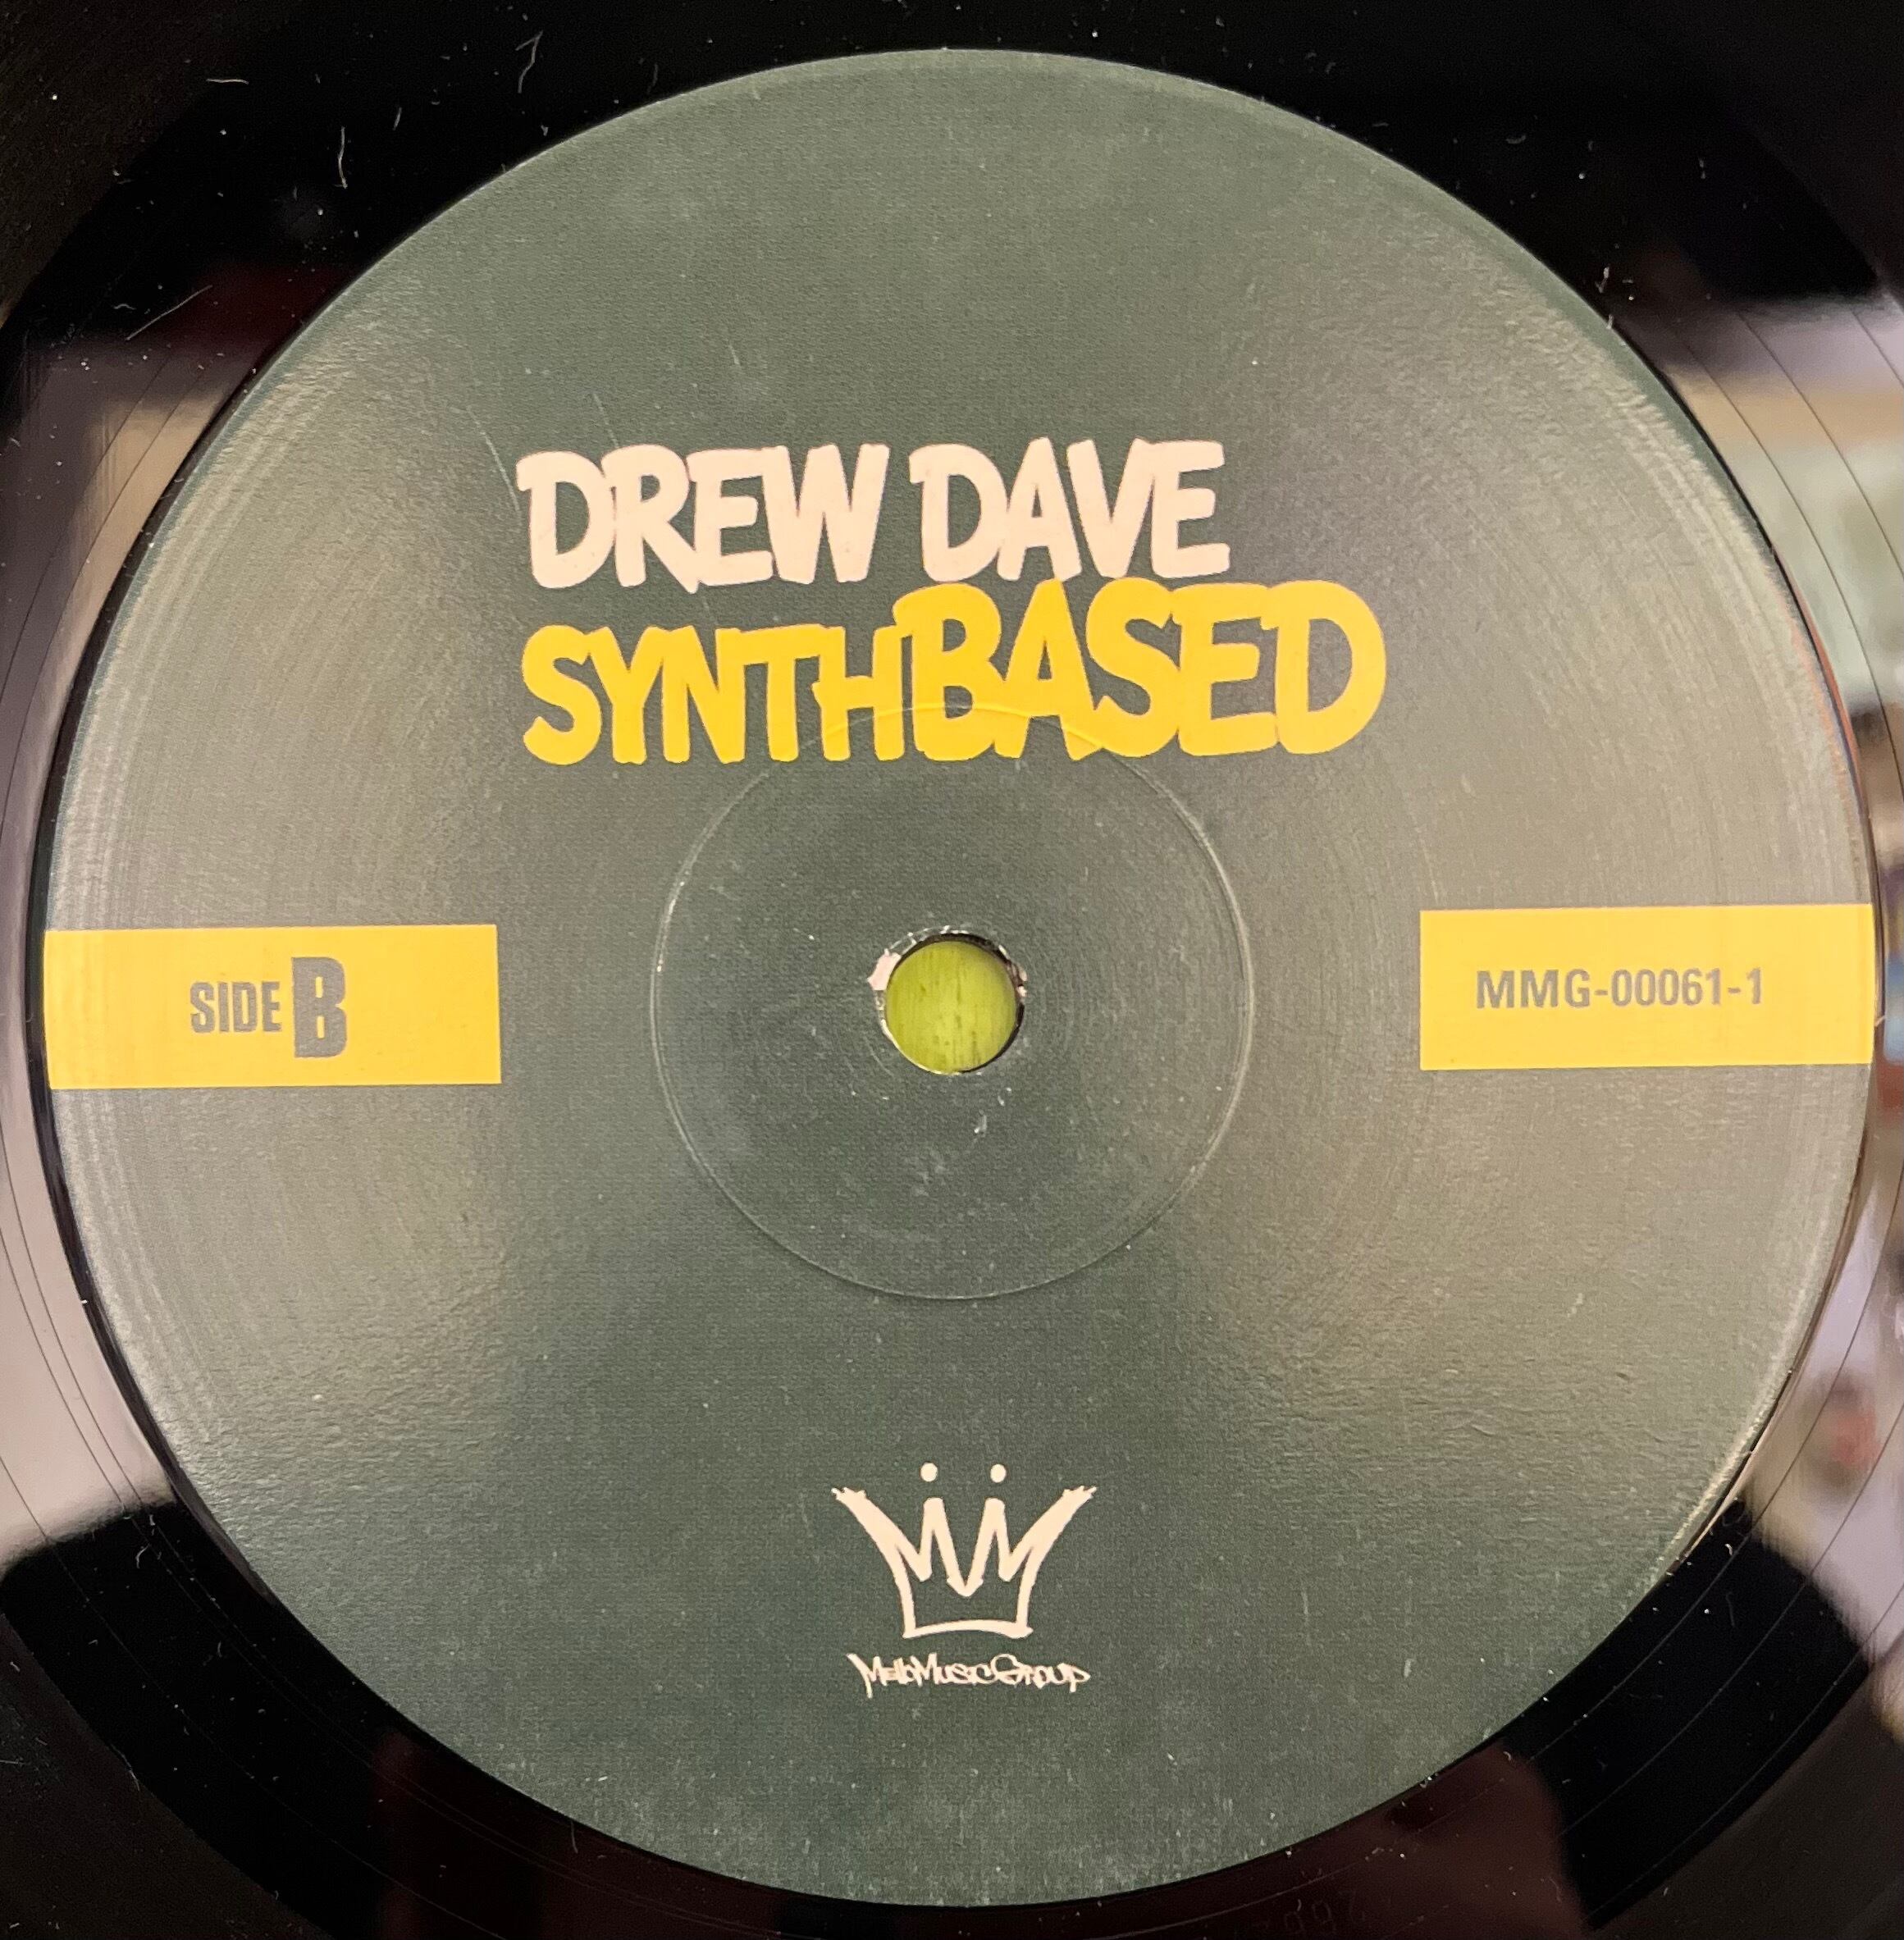 DREW DAVE
SYNTHBASED
SIDE B
MMG-00061-1
MelloMusicGroup